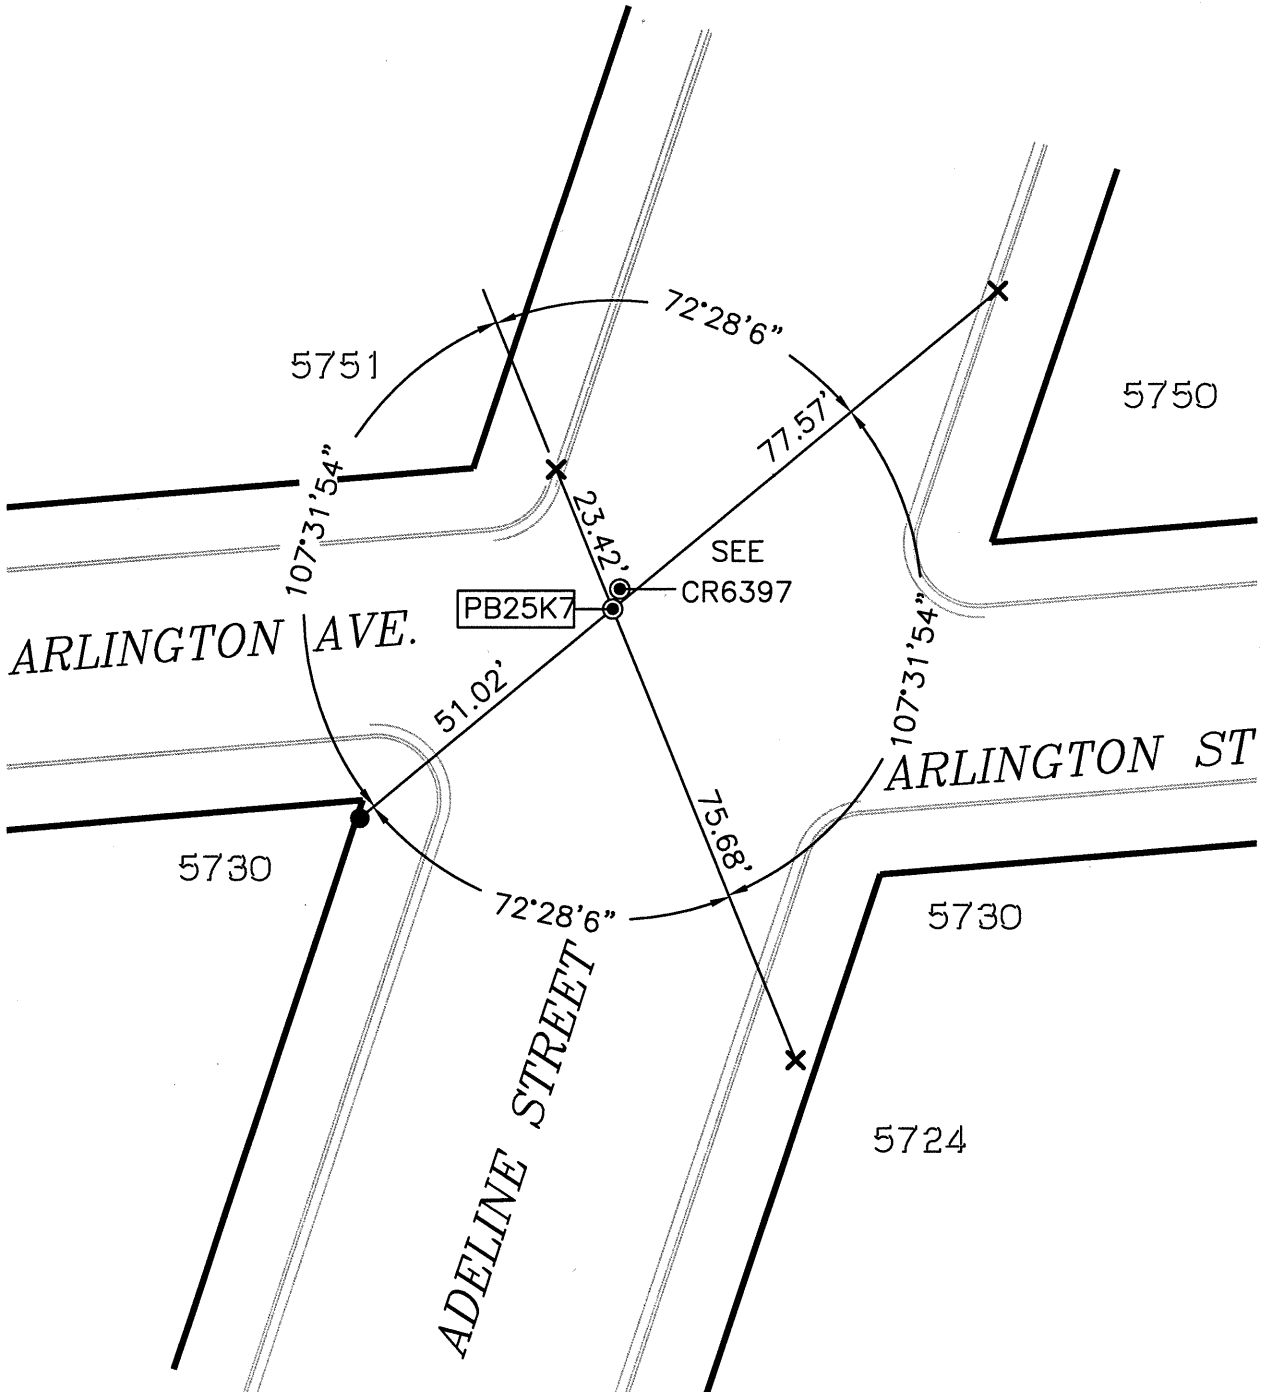 72°28'6"
5751
5750
77.57'
107°31'54"
23.42'
SEE
CR6397
PB25K7
ARLINGTON AVE.
51.02'
107°31'54"
ARLINGTON ST
75.68'
5730
72°28'6"
5730
ADELINE STREET
5724